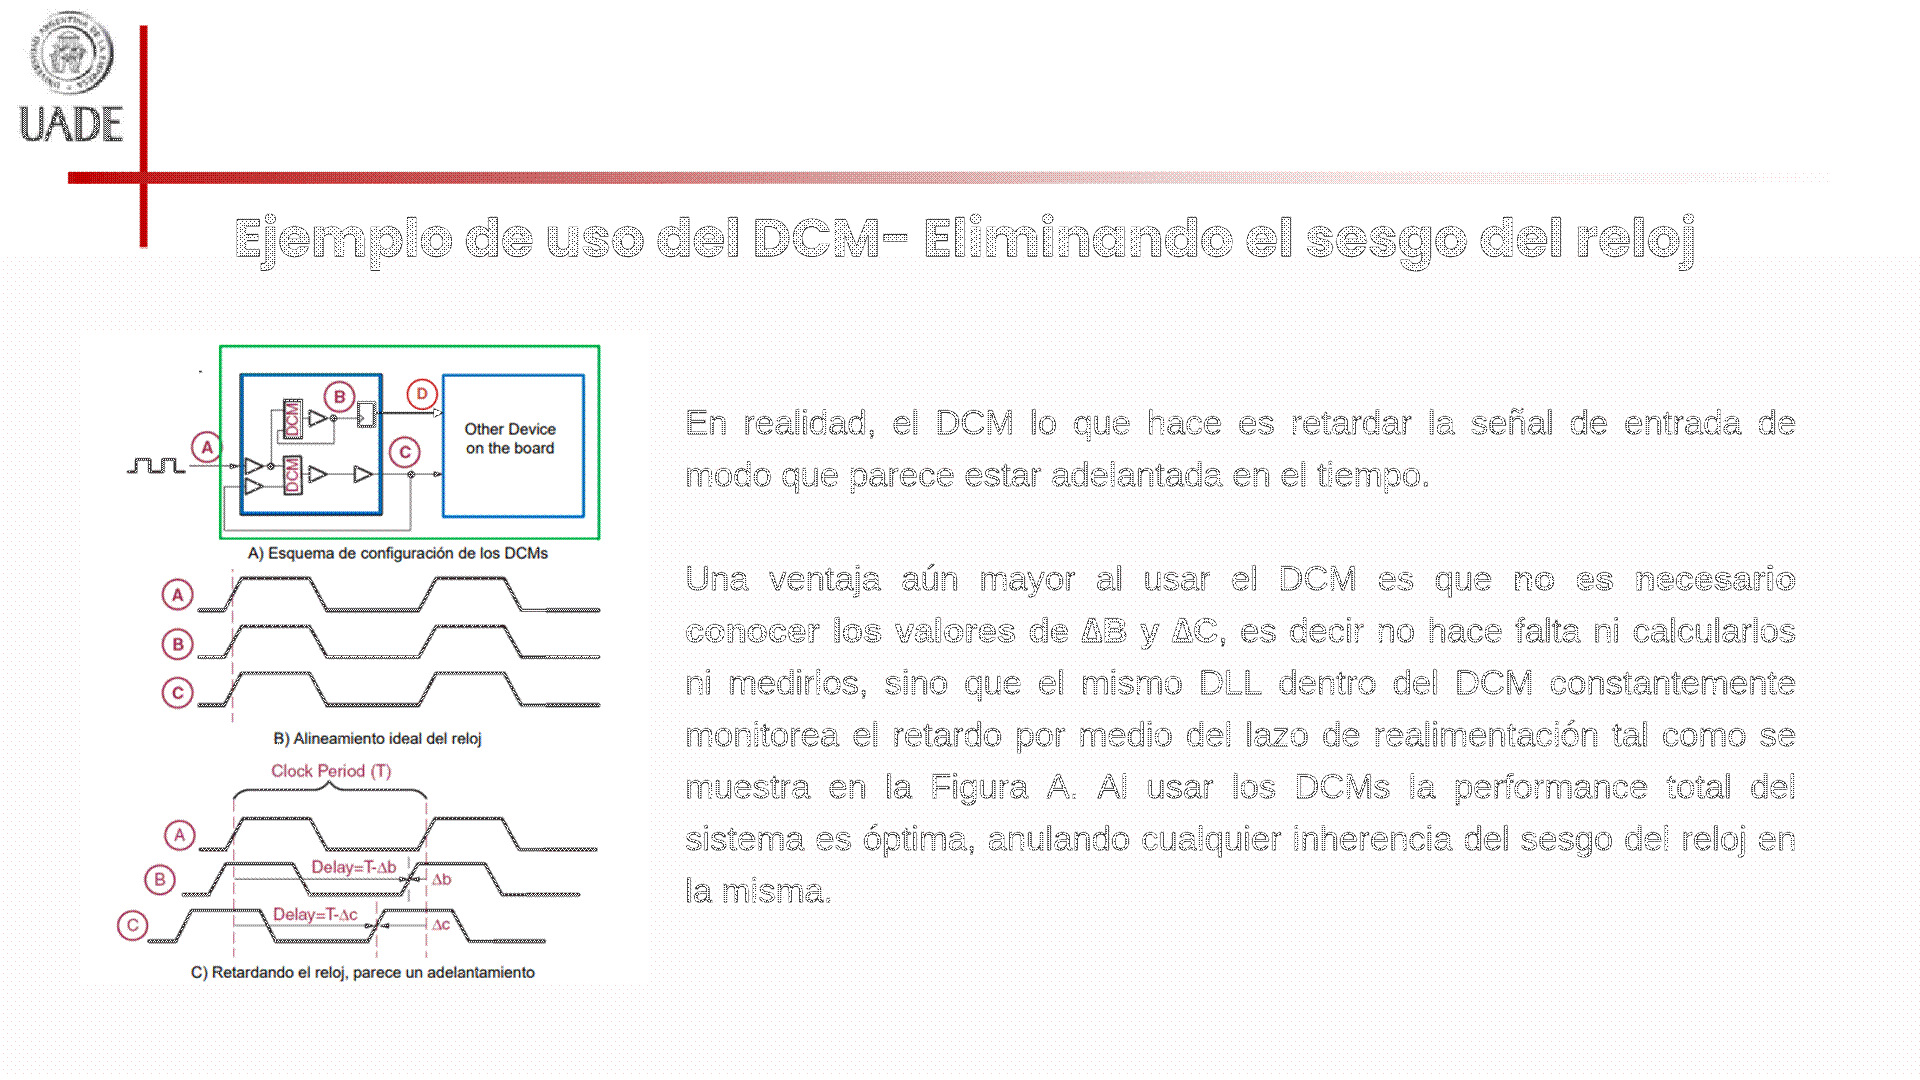 UNIVERSIDAD ARGENTINA DE LA EMPRESA
UADE
Ejemplo de uso del DCM- Eliminando el sesgo del reloj
A
DCM
B
DCM
C
D
Other Device
on the board
A) Esquema de configuración de los DCMs
A
B
C
B) Alineamiento ideal del reloj
Clock Period (T)
A
B
Delay=T-Δb
Δb
C
Delay=T-Δc
Δc
C) Retardando el reloj, parece un adelantamiento
En realidad, el DCM lo que hace es retardar la señal de entrada de
modo que parece estar adelantada en el tiempo.
Una ventaja aún mayor al usar el DCM es que no es necesario
conocer los valores de ΔB y ΔC, es decir no hace falta ni calcularlos
ni medirlos, sino que el mismo DLL dentro del DCM constantemente
monitorea el retardo por medio del lazo de realimentación tal como se
muestra en la Figura A. Al usar los DCMs la performance total del
sistema es óptima, anulando cualquier inherencia del sesgo del reloj en
la misma.